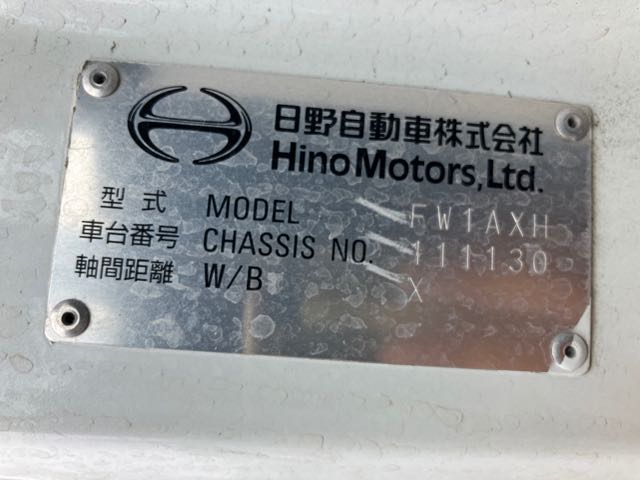 日野自動車株式会社
Hino Motors, Ltd.
型式 MODEL FW1AXH
車台番号 CHASSIS NO. 111130
軸間距離 W/B X